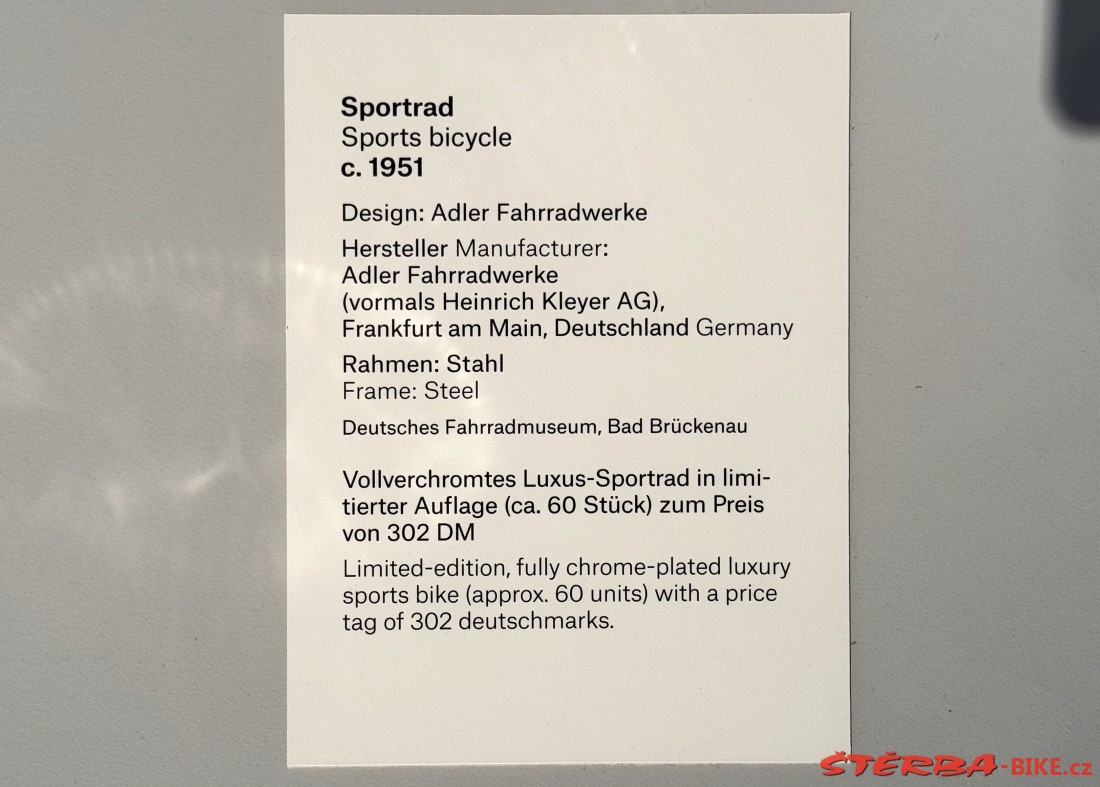 Sportrad
Sports bicycle
c. 1951
Design: Adler Fahrradwerke
Hersteller Manufacturer:
Adler Fahrradwerke
(vormals Heinrich Kleyer AG),
Frankfurt am Main, Deutschland Germany
Rahmen: Stahl
Frame: Steel
Deutsches Fahrradmuseum, Bad Brückenau
Vollverchromtes Luxus-Sportrad in limi-
tierter Auflage (ca. 60 Stück) zum Preis
von 302 DM
Limited-edition, fully chrome-plated luxury
sports bike (approx. 60 units) with a price
tag of 302 deutschmarks.
ŠTĚRBA-BIKE.cz